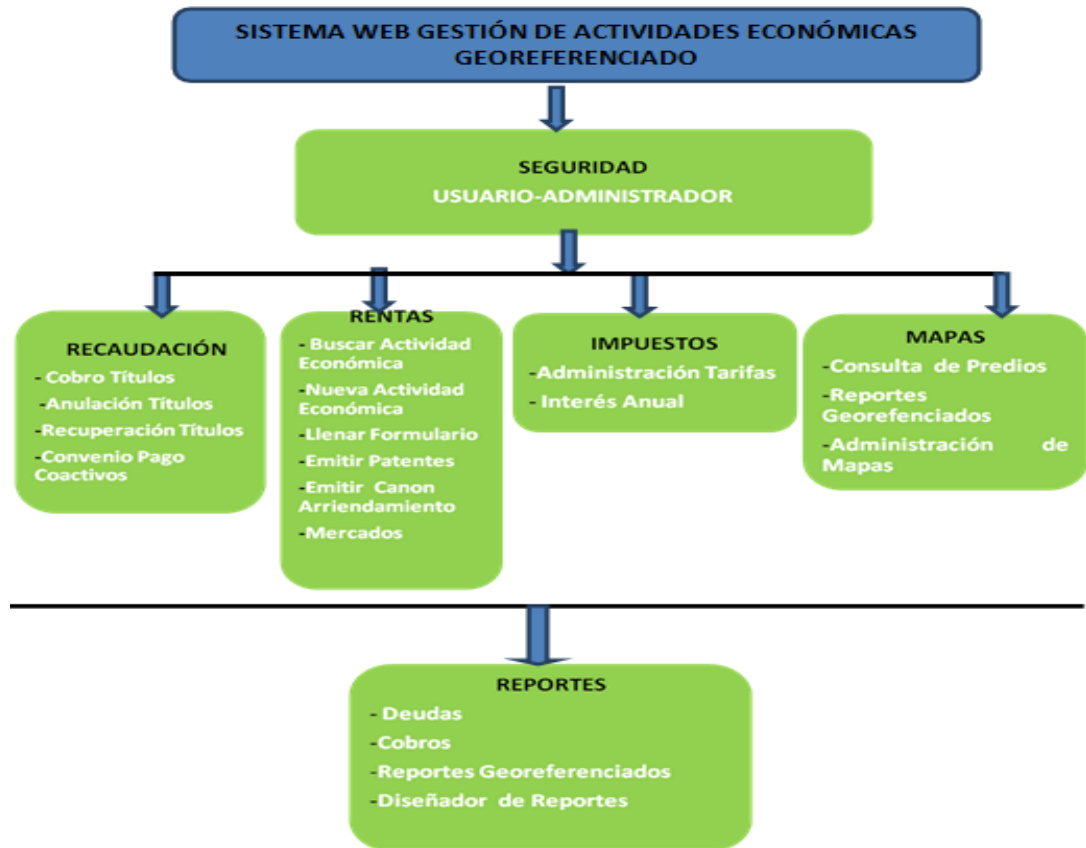 SISTEMA WEB GESTIÓN DE ACTIVIDADES ECONÓMICAS
GEOREFERENCIADO
SEGURIDAD
USUARIO-ADMINISTRADOR
RECAUDACIÓN
- Cobro Títulos
-Anulación Títulos
-Recuperación Títulos
-Convenio Pago
Coactivos
RENTAS
- Buscar Actividad
Económica
-Nueva Actividad
Económica
-Llenar Formulario
-Emitir Patentes
-Emitir Canon
Arriendamiento
-Mercados
IMPUESTOS
-Administración Tarifas
- Interés Anual
MAPAS
-Consulta de Predios
-Reportes
Georefenciados
-Administración de
Mapas
REPORTES
- Deudas
-Cobros
-Reportes Georeferenciados
-Diseñador de Reportes